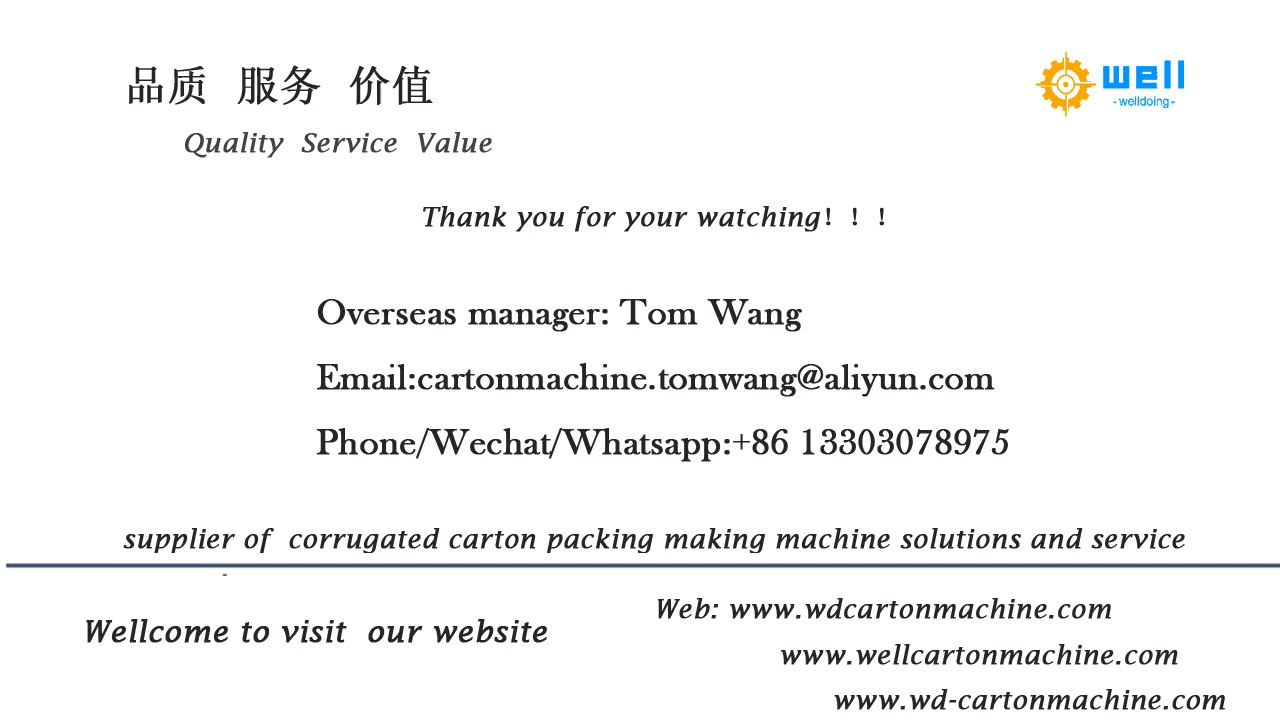 品质 服务 价值
well
-welldoing-
Quality Service Value
Thank you for your watching！！！
Overseas manager: Tom Wang
Email:cartonmachine.tomwang@aliyun.com
Phone/Wechat/Whatsapp:+86 13303078975
supplier of corrugated carton packing making machine solutions and service
Wellcome to visit our website
Web: www.wdcartonmachine.com
www.wellcartonmachine.com
www.wd-cartonmachine.com